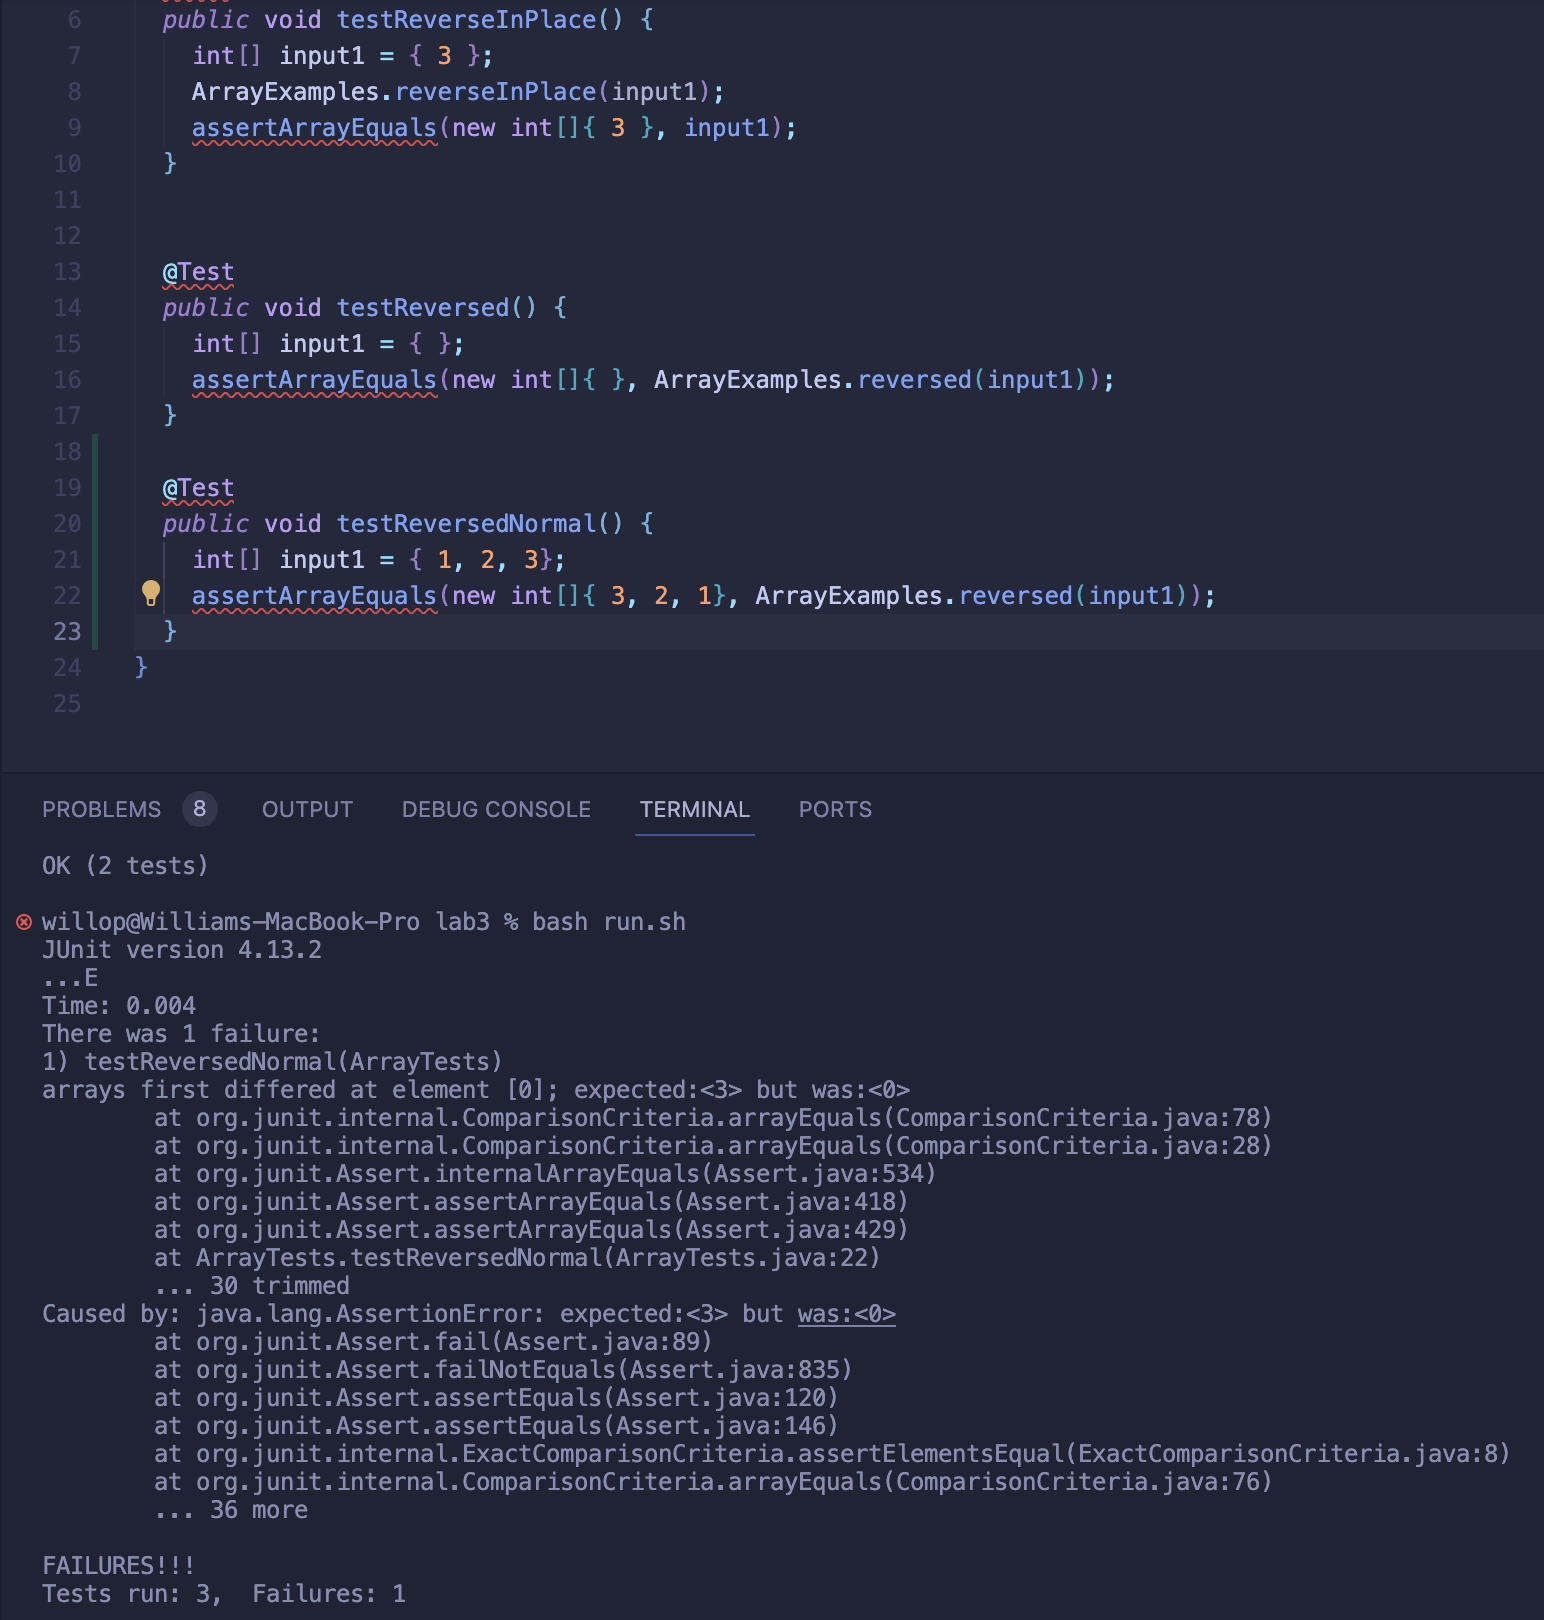 6 public void testReverseInPlace() {
7 int[] input1 = { 3 };
8 ArrayExamples.reverseInPlace(input1);
9 assertArrayEquals(new int[]{ 3 }, input1);
10 }
11
12
13 @Test
14 public void testReversed() {
15 int[] input1 = { };
16 assertArrayEquals(new int[]{ }, ArrayExamples.reversed(input1));
17 }
18
19 @Test
20 public void testReversedNormal() {
21 int[] input1 = { 1, 2, 3};
22 assertArrayEquals(new int[]{ 3, 2, 1}, ArrayExamples.reversed(input1));
23 }
24 }
25
PROBLEMS 8 OUTPUT DEBUG CONSOLE TERMINAL PORTS
OK (2 tests)
willop@Williams-MacBook-Pro lab3 % bash run.sh
JUnit version 4.13.2
...E
Time: 0.004
There was 1 failure:
1) testReversedNormal(ArrayTests)
arrays first differed at element [0]; expected:<3> but was:<0>
at org.junit.internal.ComparisonCriteria.arrayEquals(ComparisonCriteria.java:78)
at org.junit.internal.ComparisonCriteria.arrayEquals(ComparisonCriteria.java:28)
at org.junit.Assert.internalArrayEquals(Assert.java:534)
at org.junit.Assert.assertArrayEquals(Assert.java:418)
at org.junit.Assert.assertArrayEquals(Assert.java:429)
at ArrayTests.testReversedNormal(ArrayTests.java:22)
... 30 trimmed
Caused by: java.lang.AssertionError: expected:<3> but was:<0>
at org.junit.Assert.fail(Assert.java:89)
at org.junit.Assert.failNotEquals(Assert.java:835)
at org.junit.Assert.assertEquals(Assert.java:120)
at org.junit.Assert.assertEquals(Assert.java:146)
at org.junit.internal.ExactComparisonCriteria.assertElementsEqual(ExactComparisonCriteria.java:8)
at org.junit.internal.ComparisonCriteria.arrayEquals(ComparisonCriteria.java:76)
... 36 more
FAILURES!!!
Tests run: 3,  Failures: 1